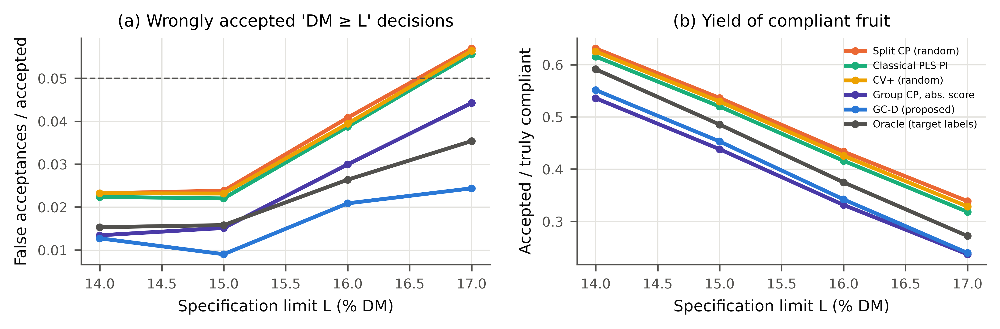 (a) Wrongly accepted 'DM ≥ L' decisions
False acceptances / accepted
0.05
0.04
0.03
0.02
0.01
14.0 14.5 15.0 15.5 16.0 16.5 17.0
Specification limit L (% DM)
(b) Yield of compliant fruit
Accepted / truly compliant
0.6
0.5
0.4
0.3
Split CP (random)
Classical PLS PI
CV+ (random)
Group CP, abs. score
GC-D (proposed)
Oracle (target labels)
14.0 14.5 15.0 15.5 16.0 16.5 17.0
Specification limit L (% DM)